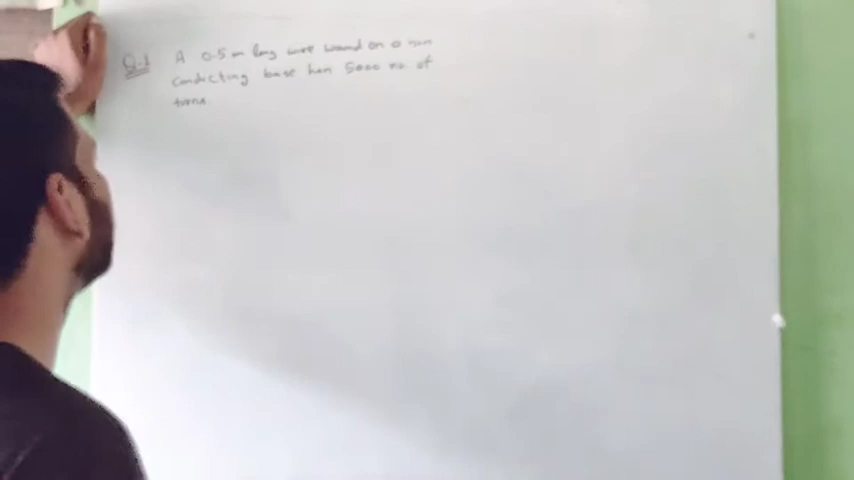 Q.1 A 0.5 m long wire wound on a non
conducting base has 5000 no. of
turns.